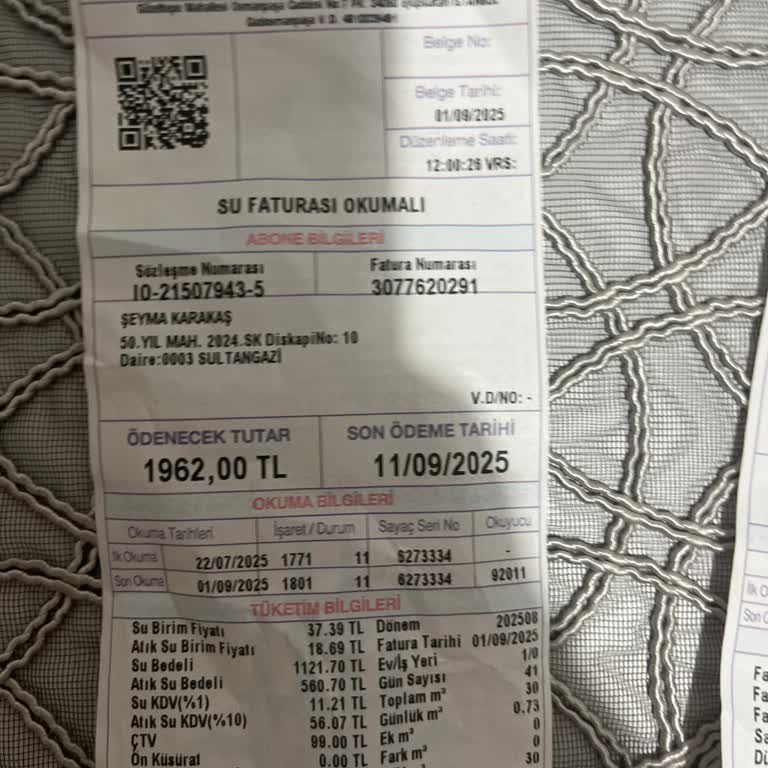 Belge No:
Belge Tarihi:
01/09/2025
Düzenleme Saati:
12:00:26 VRS:
SU FATURASI OKUMALI
ABONE BİLGİLERİ
Sözleşme Numarası Fatura Numarası
IO-21507943-5 3077620291
ŞEYMA KARAKAŞ
50.YIL MAH. 2024.SK DiskapiNo: 10
Daire:0003 SULTANGAZİ
V.D/NO: -
ÖDENECEK TUTAR SON ÖDEME TARİHİ
1962,00 TL 11/09/2025
OKUMA BİLGİLERİ
Okuma Tarihleri İşaret / Durum Sayaç Seri No Okuyucu
İlk Okuma 22/07/2025 1771 11 6273334 -
Son Okuma 01/09/2025 1801 11 6273334 92011
TÜKETİM BİLGİLERİ
Su Birim Fiyatı 37.39 TL Dönem 202508
Atık Su Birim Fiyatı 18.69 TL Fatura Tarihi 01/09/2025
Su Bedeli 1121.70 TL Ev/İş Yeri 1/0
Atık Su Bedeli 560.70 TL Gün Sayısı 41
Su KDV(%1) 11.21 TL Toplam m³ 30
Atık Su KDV(%10) 56.07 TL Günlük m³ 0.73
ÇTV 99.00 TL Ek m³ 0
Ön Küsürat 0.00 TL Fark m³ 0
30
İlk O
Son O
Fa
Fa
Fa
Sa